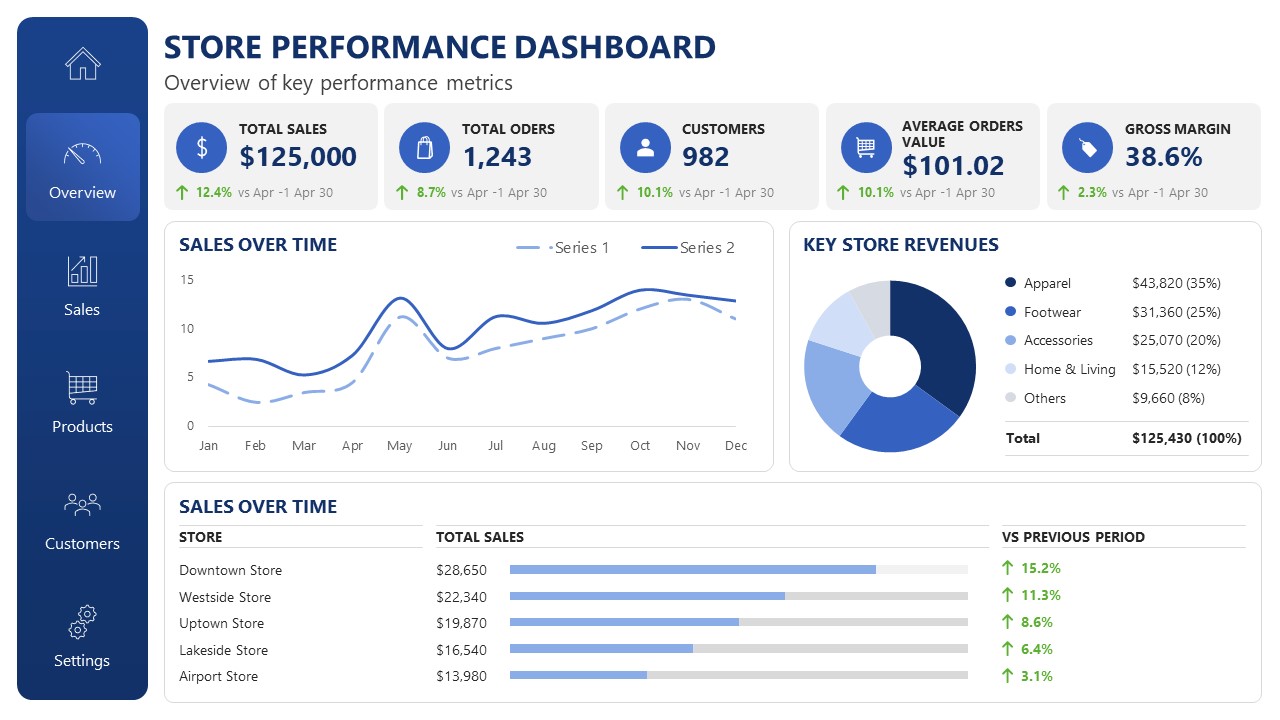 STORE PERFORMANCE DASHBOARD
Overview of key performance metrics
Overview
Sales
Products
Customers
Settings
TOTAL SALES
$125,000
12.4% vs Apr -1 Apr 30
TOTAL ODERS
1,243
8.7% vs Apr -1 Apr 30
CUSTOMERS
982
10.1% vs Apr -1 Apr 30
AVERAGE ORDERS
VALUE
$101.02
10.1% vs Apr -1 Apr 30
GROSS MARGIN
38.6%
2.3% vs Apr -1 Apr 30
SALES OVER TIME
Series 1 Series 2
15
10
5
0
Jan Feb Mar Apr May Jun Jul Aug Sep Oct Nov Dec
KEY STORE REVENUES
Apparel $43,820 (35%)
Footwear $31,360 (25%)
Accessories $25,070 (20%)
Home & Living $15,520 (12%)
Others $9,660 (8%)
Total $125,430 (100%)
SALES OVER TIME
STORE TOTAL SALES VS PREVIOUS PERIOD
Downtown Store $28,650 15.2%
Westside Store $22,340 11.3%
Uptown Store $19,870 8.6%
Lakeside Store $16,540 6.4%
Airport Store $13,980 3.1%